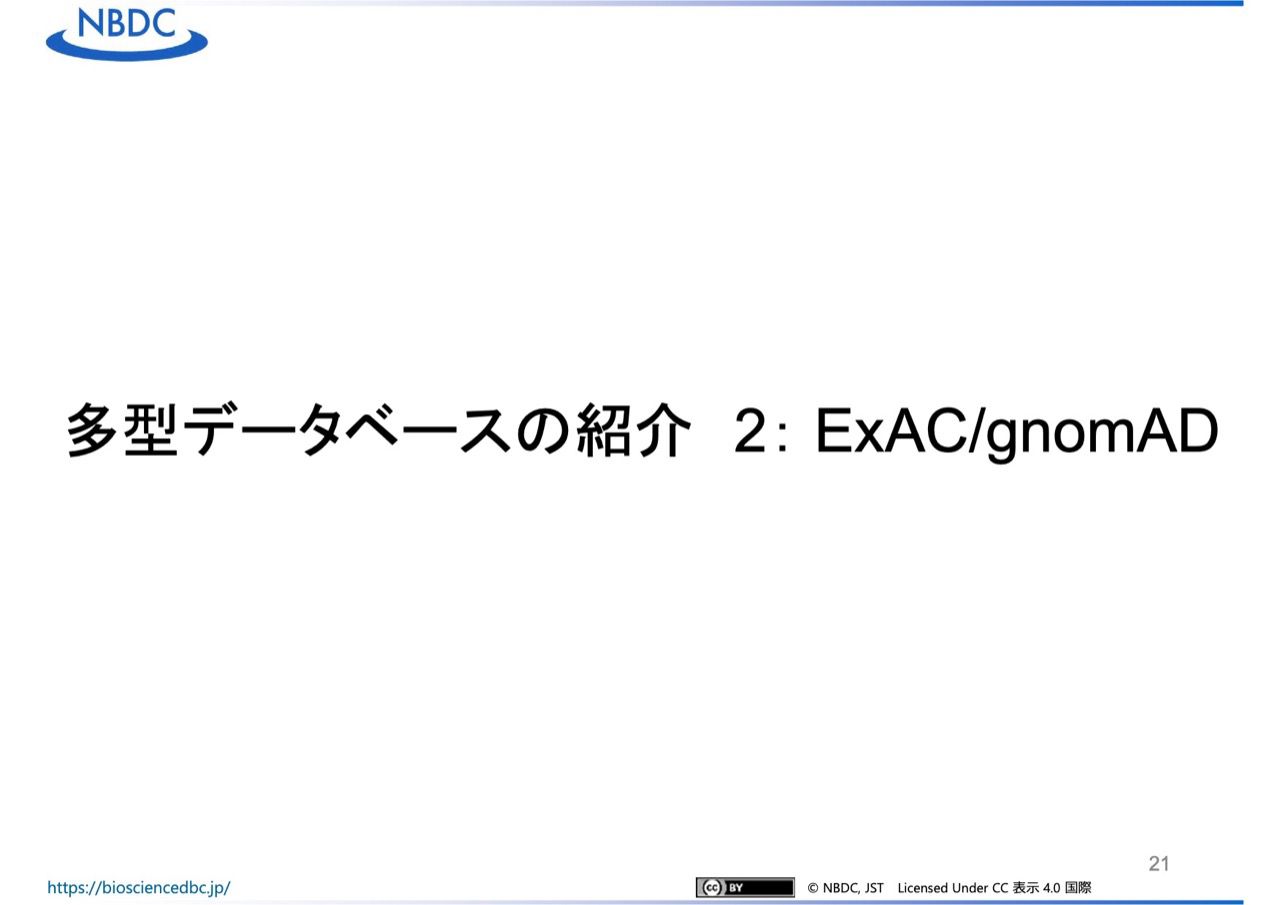 NBDC
多型データベースの紹介　2： ExAC/gnomAD
21
https://biosciencedbc.jp/
cc BY © NBDC, JST　Licensed Under CC 表示 4.0 国際